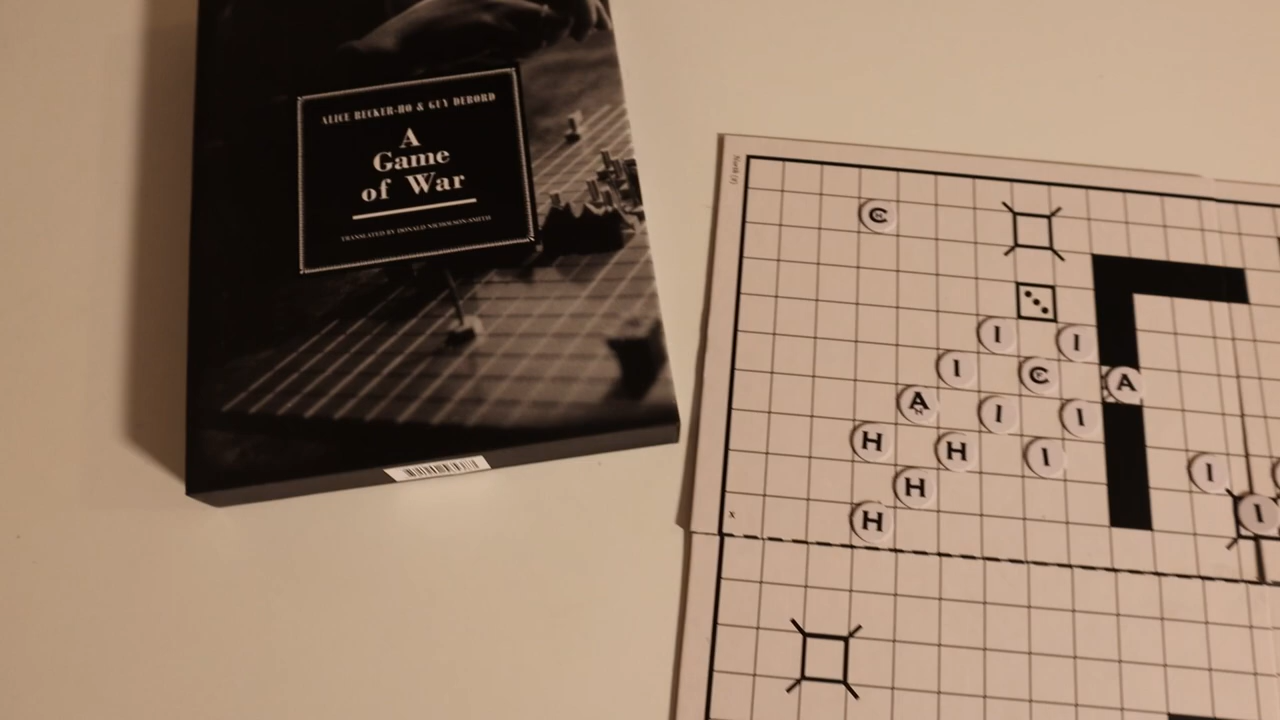 ALICE BECKER-HO & GUY DEBORD
A
Game
of War
TRANSLATED BY DONALD NICHOLSON-SMITH
C
I
I
I
C
A
A
I
I
H
H
I
I
H
I
H
x